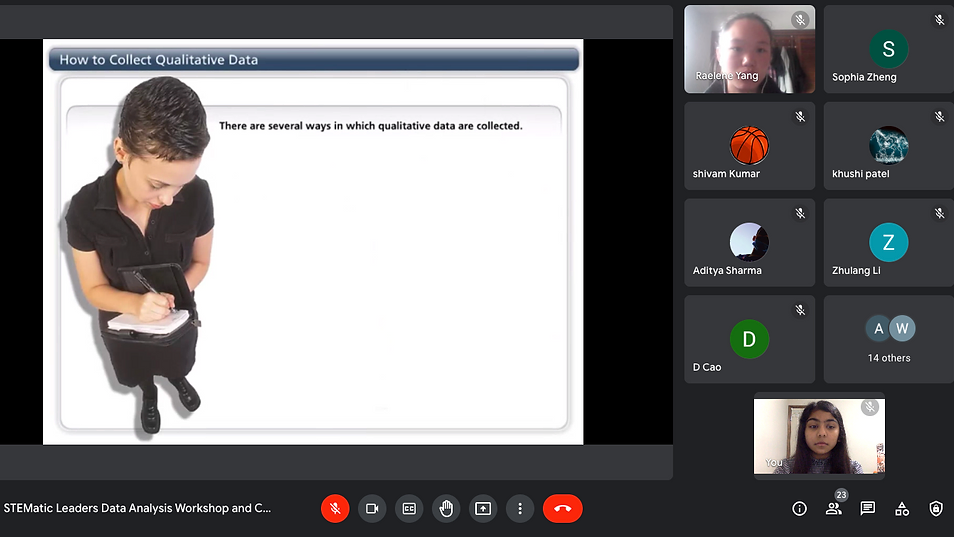 How to Collect Qualitative Data
There are several ways in which qualitative data are collected.
Raelene Yang
S
Sophia Zheng
shivam Kumar
khushi patel
Aditya Sharma
Z
Zhulang Li
D
D Cao
A W
14 others
You
STEMatic Leaders Data Analysis Workshop and C...
CC
23